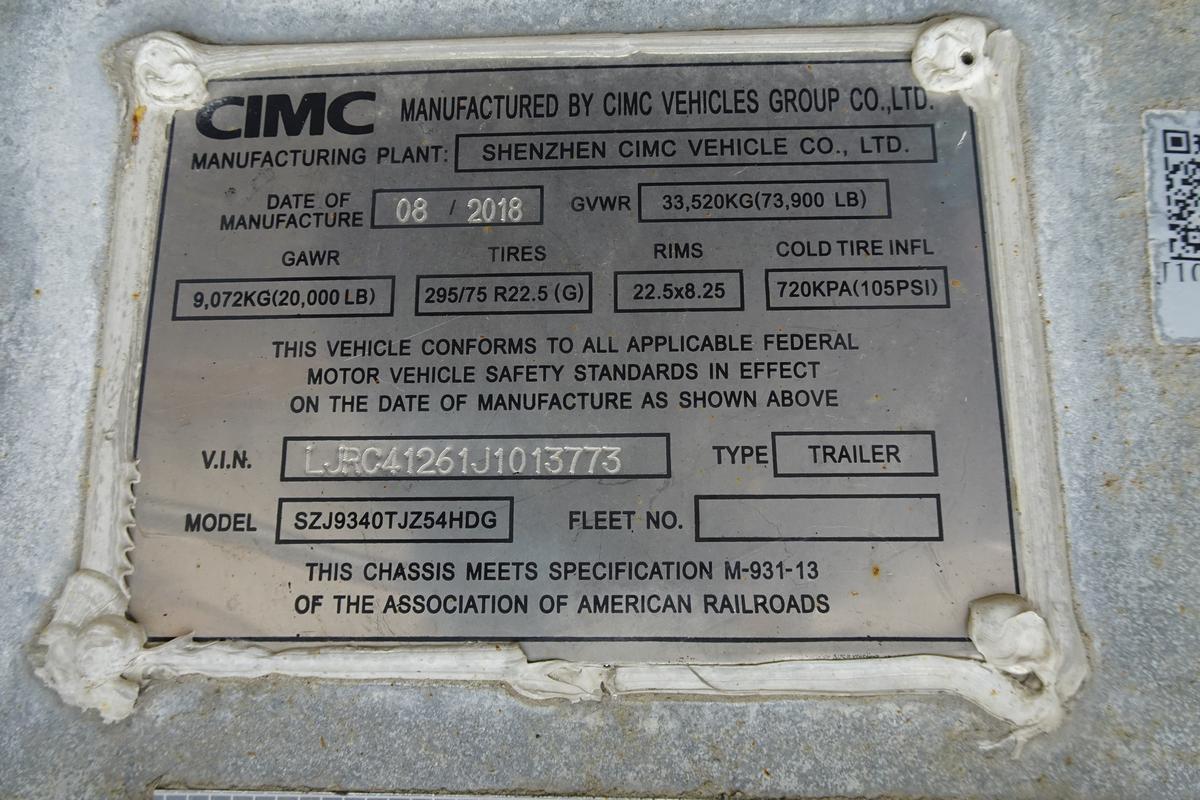 CIMC MANUFACTURED BY CIMC VEHICLES GROUP CO.,LTD.
MANUFACTURING PLANT: SHENZHEN CIMC VEHICLE CO., LTD.
DATE OF MANUFACTURE 08 / 2018 GVWR 33,520KG(73,900 LB)
GAWR TIRES RIMS COLD TIRE INFL
9,072KG(20,000 LB) 295/75 R22.5 (G) 22.5x8.25 720KPA(105PSI)
THIS VEHICLE CONFORMS TO ALL APPLICABLE FEDERAL
MOTOR VEHICLE SAFETY STANDARDS IN EFFECT
ON THE DATE OF MANUFACTURE AS SHOWN ABOVE
V.I.N. LJRC41261J1013773 TYPE TRAILER
MODEL SZJ9340TJZ54HDG FLEET NO.
THIS CHASSIS MEETS SPECIFICATION M-931-13
OF THE ASSOCIATION OF AMERICAN RAILROADS